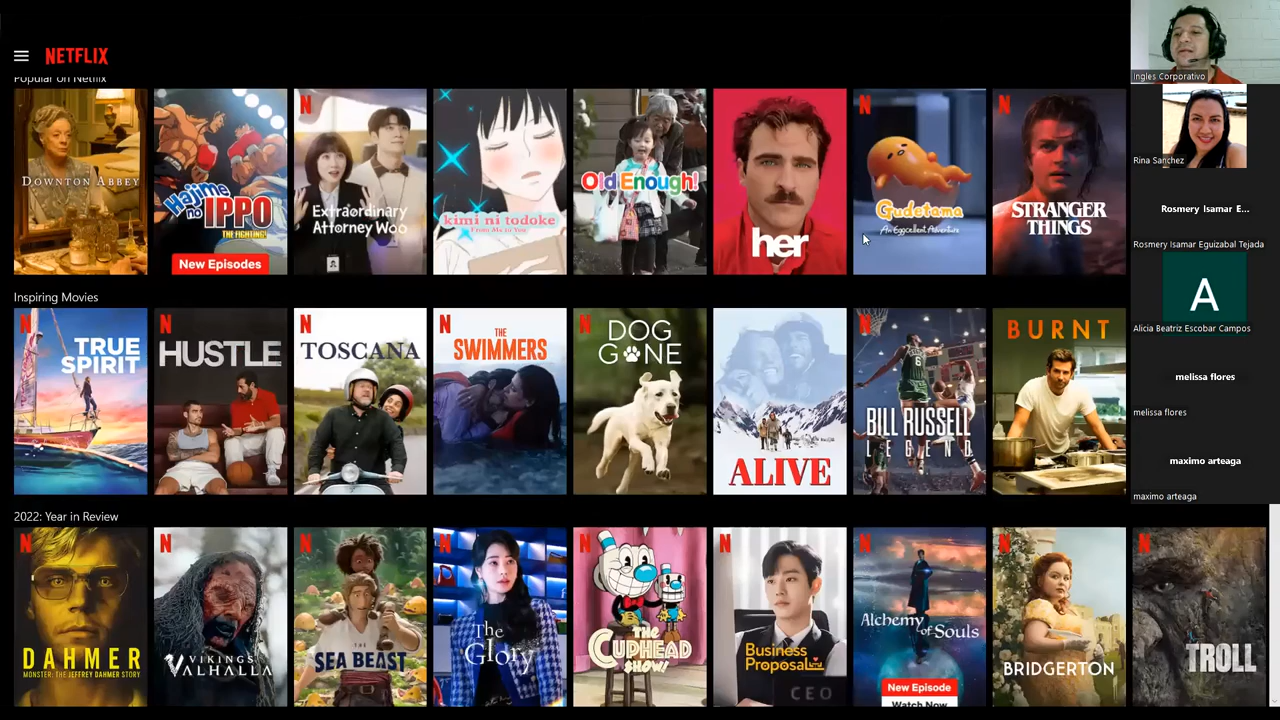 NETFLIX
Popular on Netflix
DOWNTON ABBEY
Hajime
no IPPO
THE FIGHTING!
New Episodes
N
Extraordinary
Attorney Woo
kimi ni todoke
From Me to You
Old Enough!
her
N
Gudetama
An Eggcellent Adventure
N
STRANGER
THINGS
Inspiring Movies
N
TRUE
SPIRIT
N
HUSTLE
N
TOSCANA
N
THE
SWIMMERS
N
DOG
GONE
ALIVE
N
6
BILL RUSSELL
LEGEND
BURNT
2022: Year in Review
N
DAHMER
MONSTER: THE JEFFREY DAHMER STORY
N
VIKINGS
VALHALLA
N
THE
SEA BEAST
N
The
Glory
N
THE
CUPHEAD
SHOW!
N
Business
Proposal
CEO
N
Alchemy
of Souls
New Episode
Watch Now
N
BRIDGERTON
N
TROLL
Ingles Corporativo
Rina Sanchez
Rosmery Isamar E...
Rosmery Isamar Eguizabal Tejada
A
Alicia Beatriz Escobar Campos
melissa flores
melissa flores
maximo arteaga
maximo arteaga